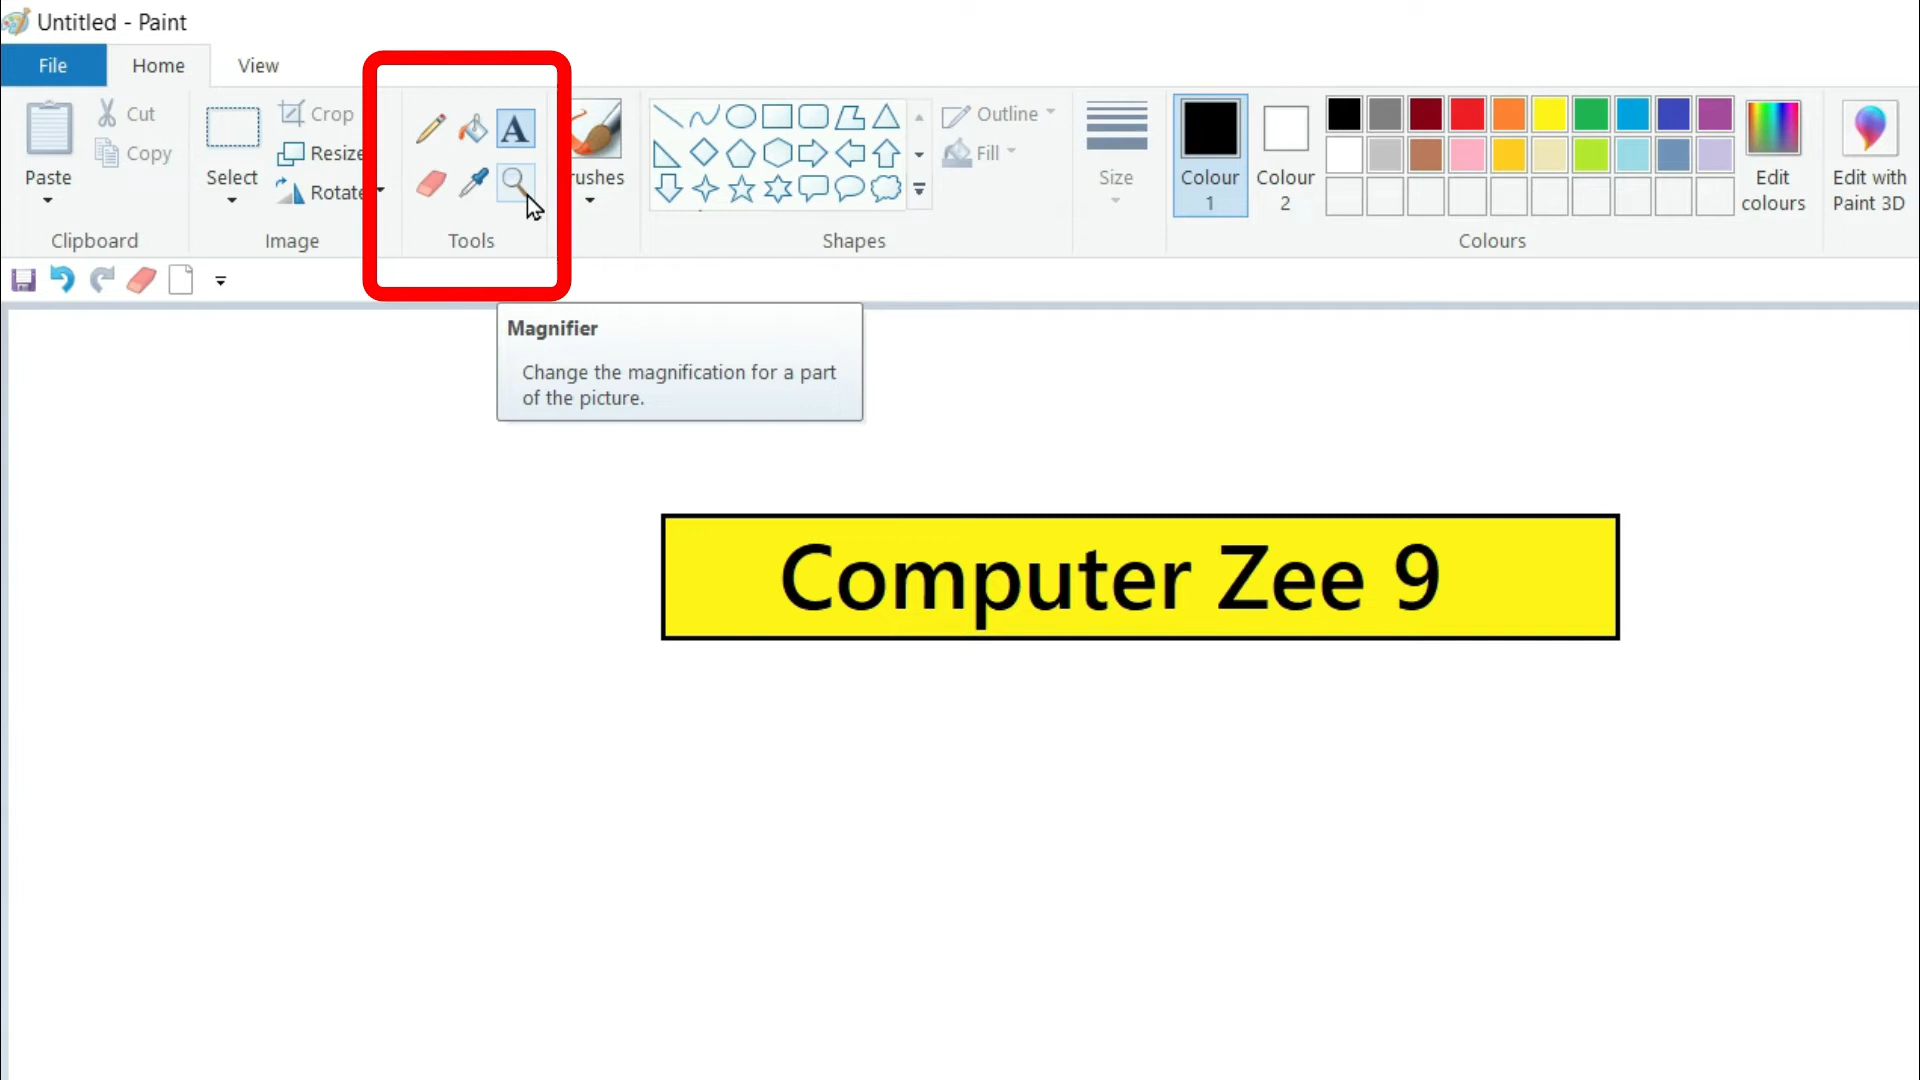 Untitled - Paint
File Home View
Cut
Copy
Paste
Clipboard
Select
Crop
Resize
Rotate
Image
A
Tools
rushes
Shapes
Outline
Fill
Size
Colour 1
Colour 2
Edit colours
Colours
Edit with Paint 3D
Magnifier
Change the magnification for a part
of the picture.
Computer Zee 9